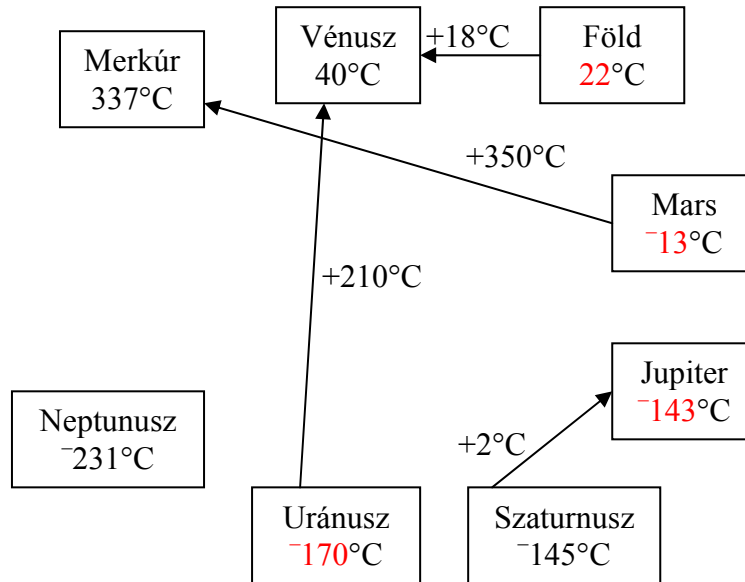 Merkúr
337°C
Vénusz
40°C
+18°C
Föld
22°C
+350°C
Mars
⁻13°C
+210°C
Jupiter
⁻143°C
+2°C
Neptunusz
⁻231°C
Uránusz
⁻170°C
Szaturnusz
⁻145°C